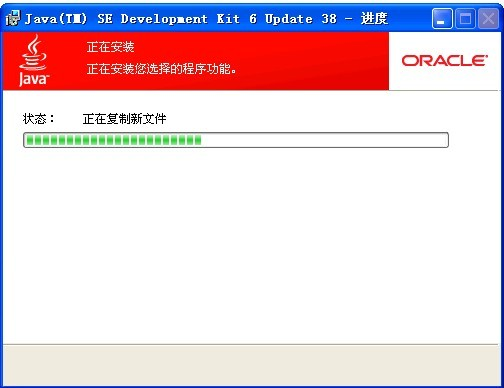 Java(TM) SE Development Kit 6 Update 38 - 进度
正在安装
正在安装您选择的程序功能。
Java™
ORACLE®
状态： 正在复制新文件